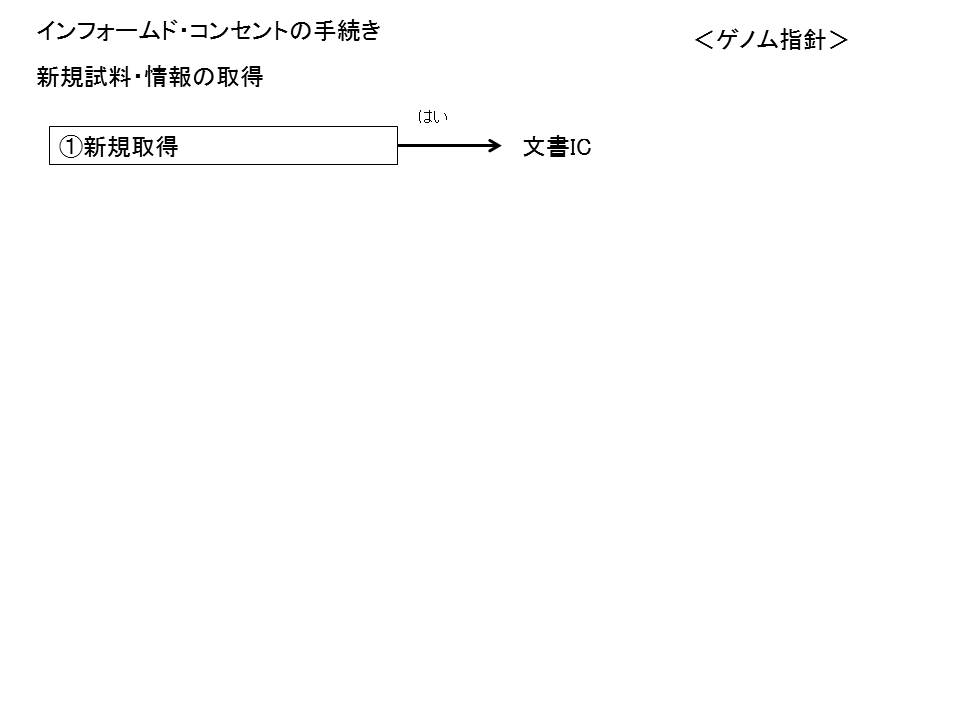 インフォームド・コンセントの手続き
＜ゲノム指針＞
新規試料・情報の取得
はい
①新規取得
文書IC